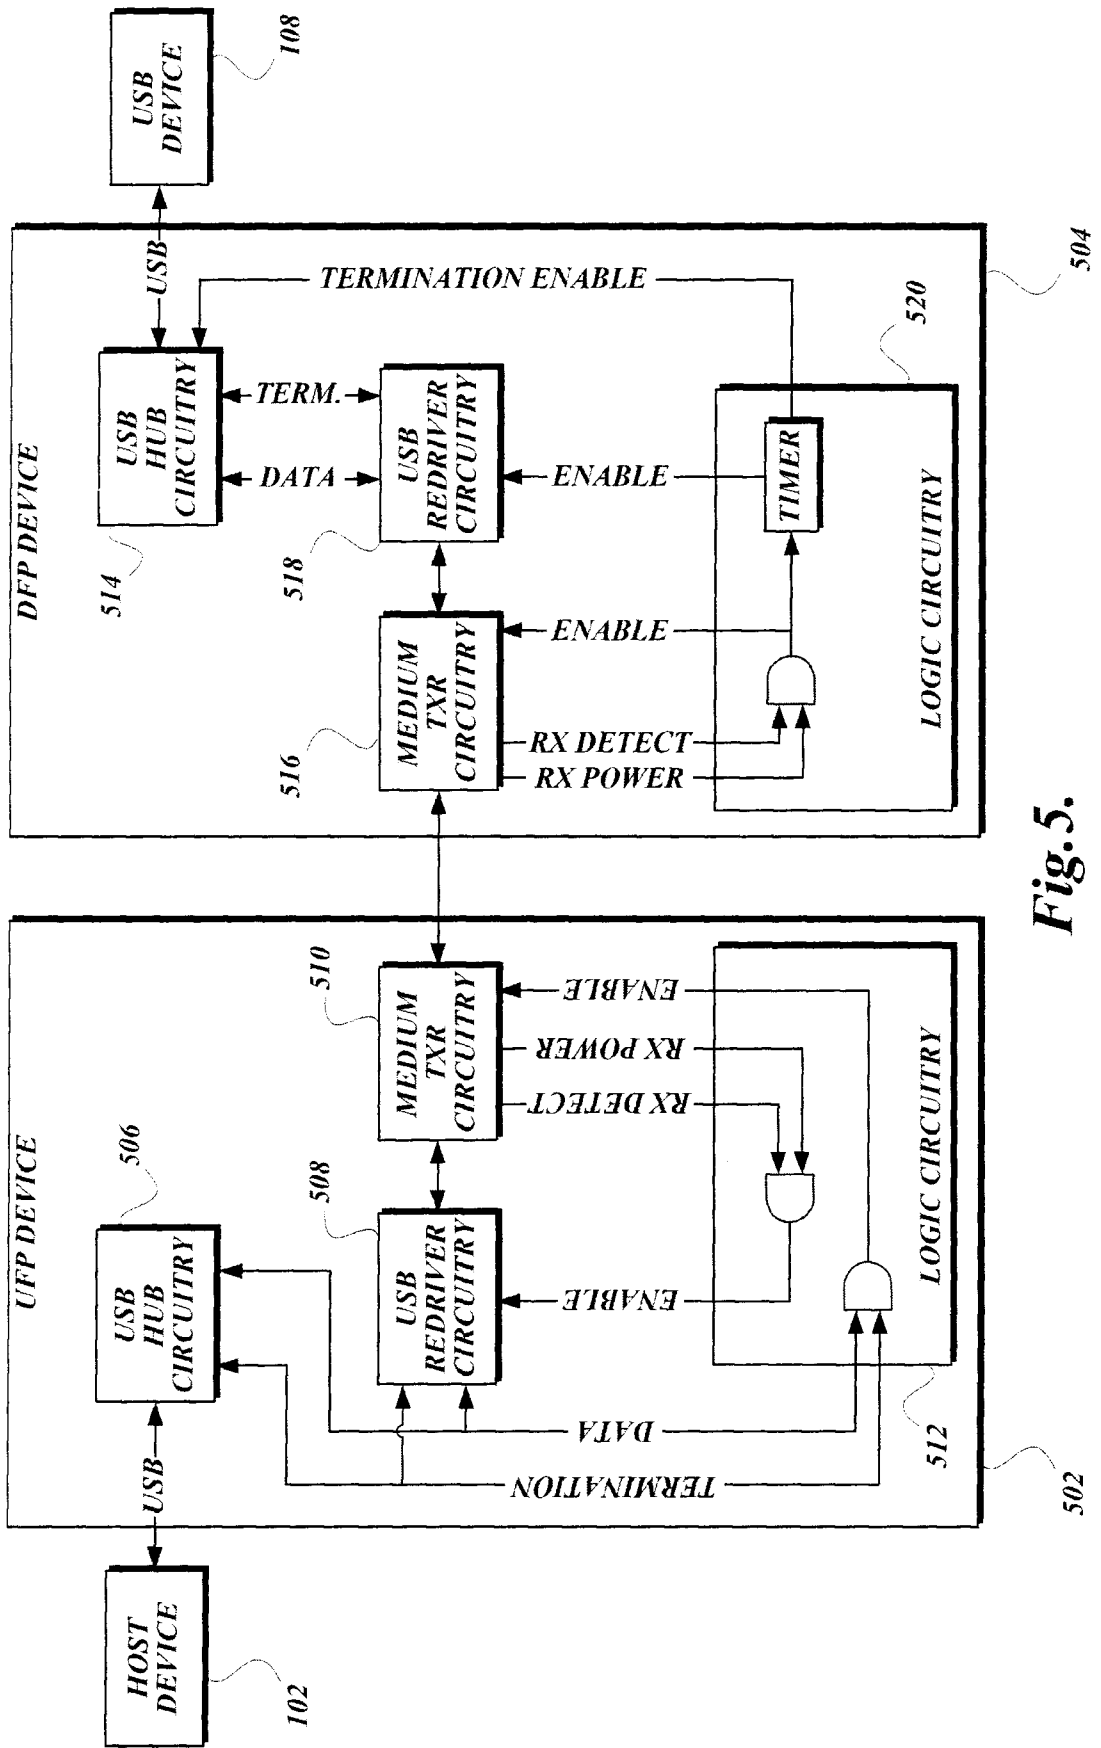 HOST
DEVICE
102
USB
UFP DEVICE
USB
HUB
CIRCUITRY
506
USB
REDRIVER
CIRCUITRY
508
MEDIUM
TXR
CIRCUITRY
510
TERMINATION
DATA
ENABLE
RX DETECT
RX POWER
ENABLE
LOGIC CIRCUITRY
512
502
DFP DEVICE
USB
HUB
CIRCUITRY
514
USB
TERMINATION ENABLE
DATA
TERM.
MEDIUM
TXR
CIRCUITRY
516
USB
REDRIVER
CIRCUITRY
518
RX POWER
RX DETECT
ENABLE
ENABLE
TIMER
LOGIC CIRCUITRY
520
504
USB
DEVICE
108
Fig.5.